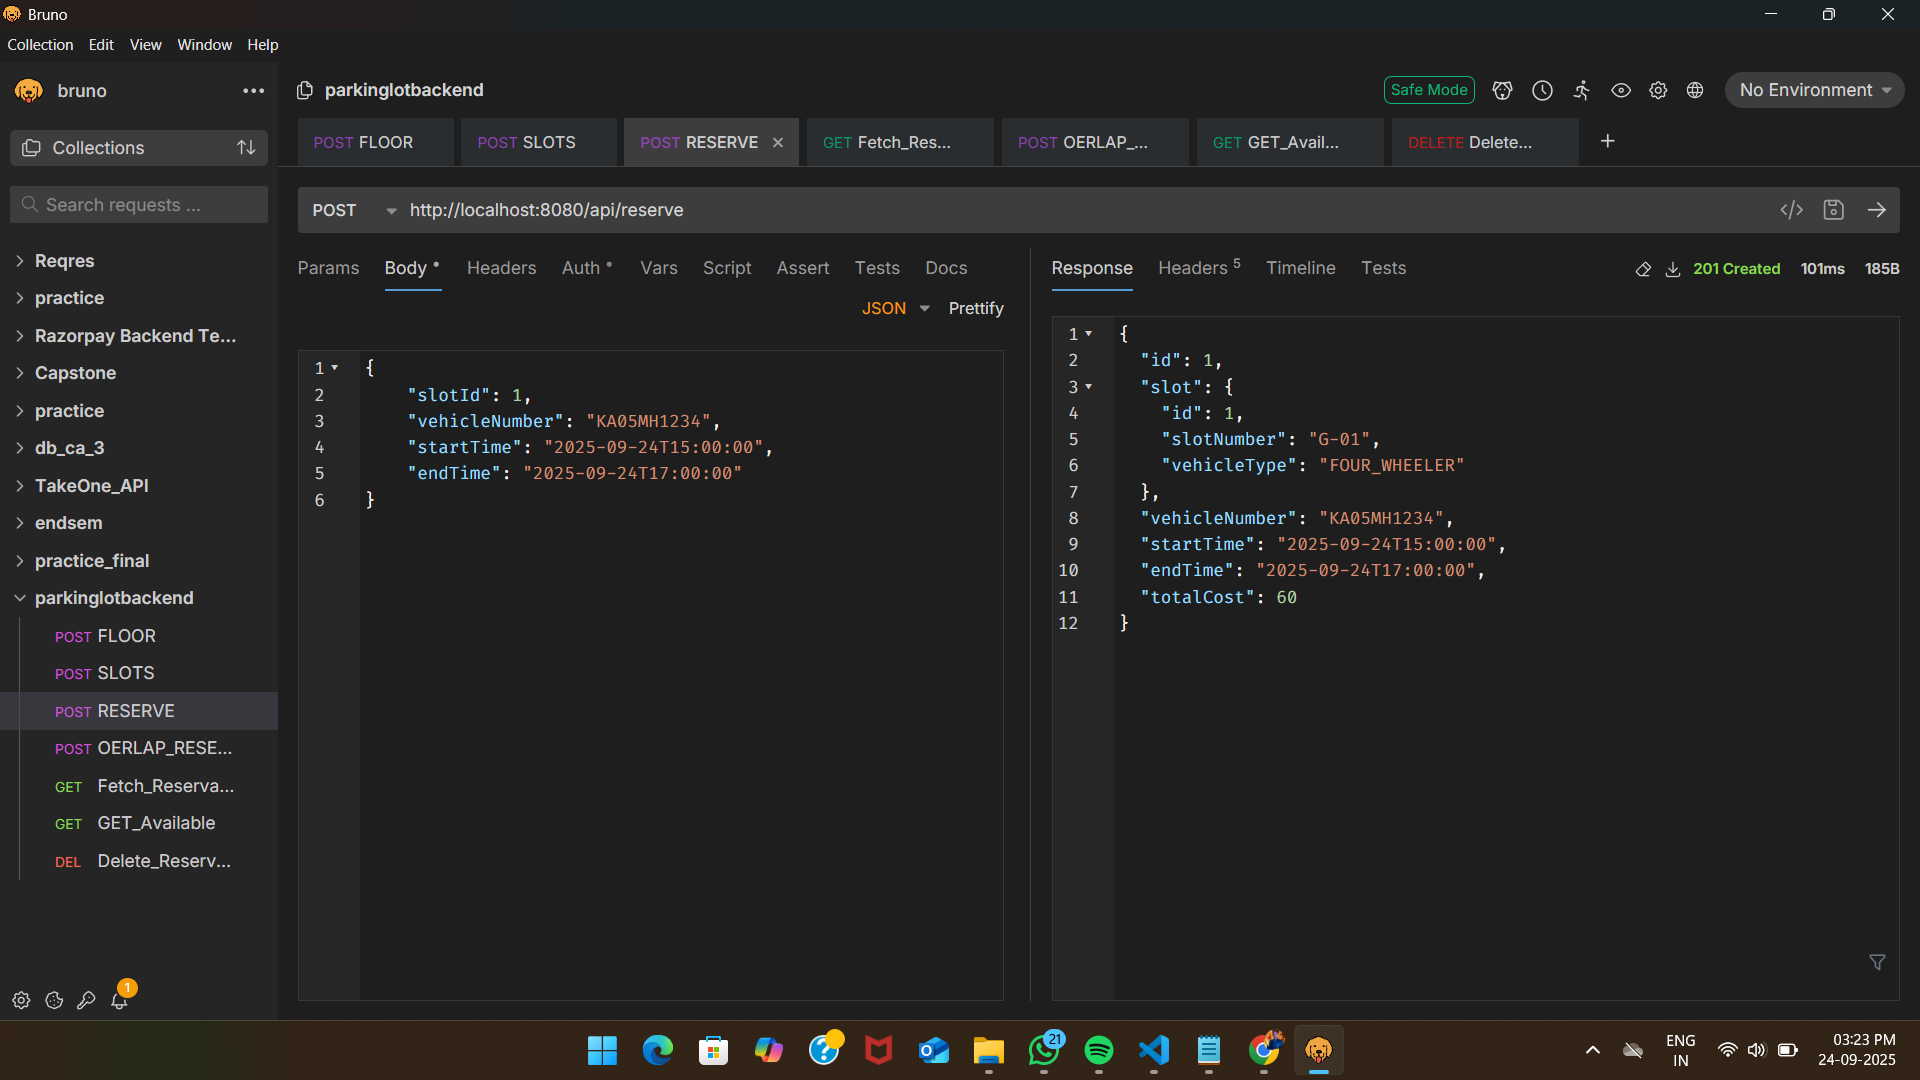 Bruno
Collection Edit View Window Help
bruno
parkinglotbackend
Safe Mode
No Environment
Collections
POST FLOOR
POST SLOTS
POST RESERVE
GET Fetch_Res...
POST OERLAP_...
GET GET_Avail...
DELETE Delete...
Search requests ...
POST http://localhost:8080/api/reserve
Reqres
practice
Razorpay Backend Te...
Capstone
practice
db_ca_3
TakeOne_API
endsem
practice_final
parkinglotbackend
POST FLOOR
POST SLOTS
POST RESERVE
POST OERLAP_RESE...
GET Fetch_Reserva...
GET GET_Available
DEL Delete_Reserv...
1
Params Body Headers Auth Vars Script Assert Tests Docs
JSON Prettify
1 {
2 "slotId": 1,
3 "vehicleNumber": "KA05MH1234",
4 "startTime": "2025-09-24T15:00:00",
5 "endTime": "2025-09-24T17:00:00"
6 }
Response Headers 5 Timeline Tests
201 Created 101ms 185B
1 {
2 "id": 1,
3 "slot": {
4 "id": 1,
5 "slotNumber": "G-01",
6 "vehicleType": "FOUR_WHEELER"
7 },
8 "vehicleNumber": "KA05MH1234",
9 "startTime": "2025-09-24T15:00:00",
10 "endTime": "2025-09-24T17:00:00",
11 "totalCost": 60
12 }
21
ENG
IN
03:23 PM
24-09-2025